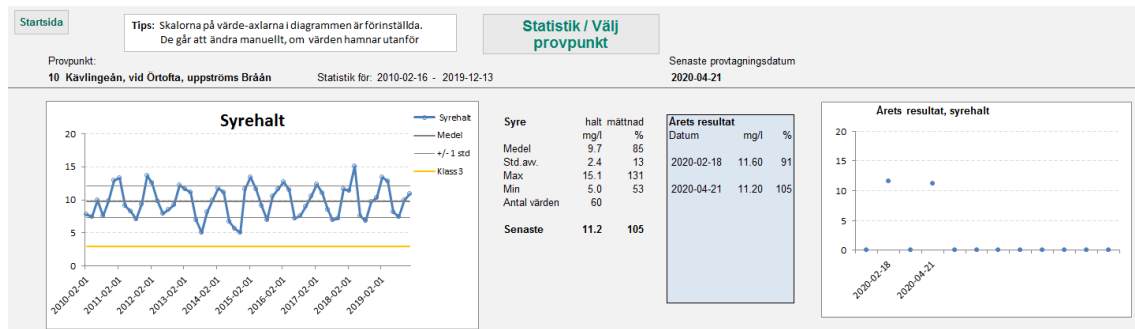 Startsida
Tips: Skalorna på värde-axlarna i diagrammen är förinställda.
De går att ändra manuellt, om värden hamnar utanför
Statistik / Välj
provpunkt
Provpunkt:
10 Kävlingeån, vid Örtofta, uppströms Bråån
Statistik för: 2010-02-16 - 2019-12-13
Senaste provtagningsdatum
2020-04-21
Syrehalt
Syrehalt
Medel
+/- 1 std
Klass 3
20
15
10
5
0
2010-02-01
2011-02-01
2012-02-01
2013-02-01
2014-02-01
2015-02-01
2016-02-01
2017-02-01
2018-02-01
2019-02-01
Syre halt mättnad
mg/l %
Medel 9.7 85
Std.av. 2.4 13
Max 15.1 131
Min 5.0 53
Antal värden 60
Senaste 11.2 105
Årets resultat
Datum mg/l %
2020-02-18 11.60 91
2020-04-21 11.20 105
Årets resultat, syrehalt
20
15
10
5
0
2020-02-18
2020-04-21